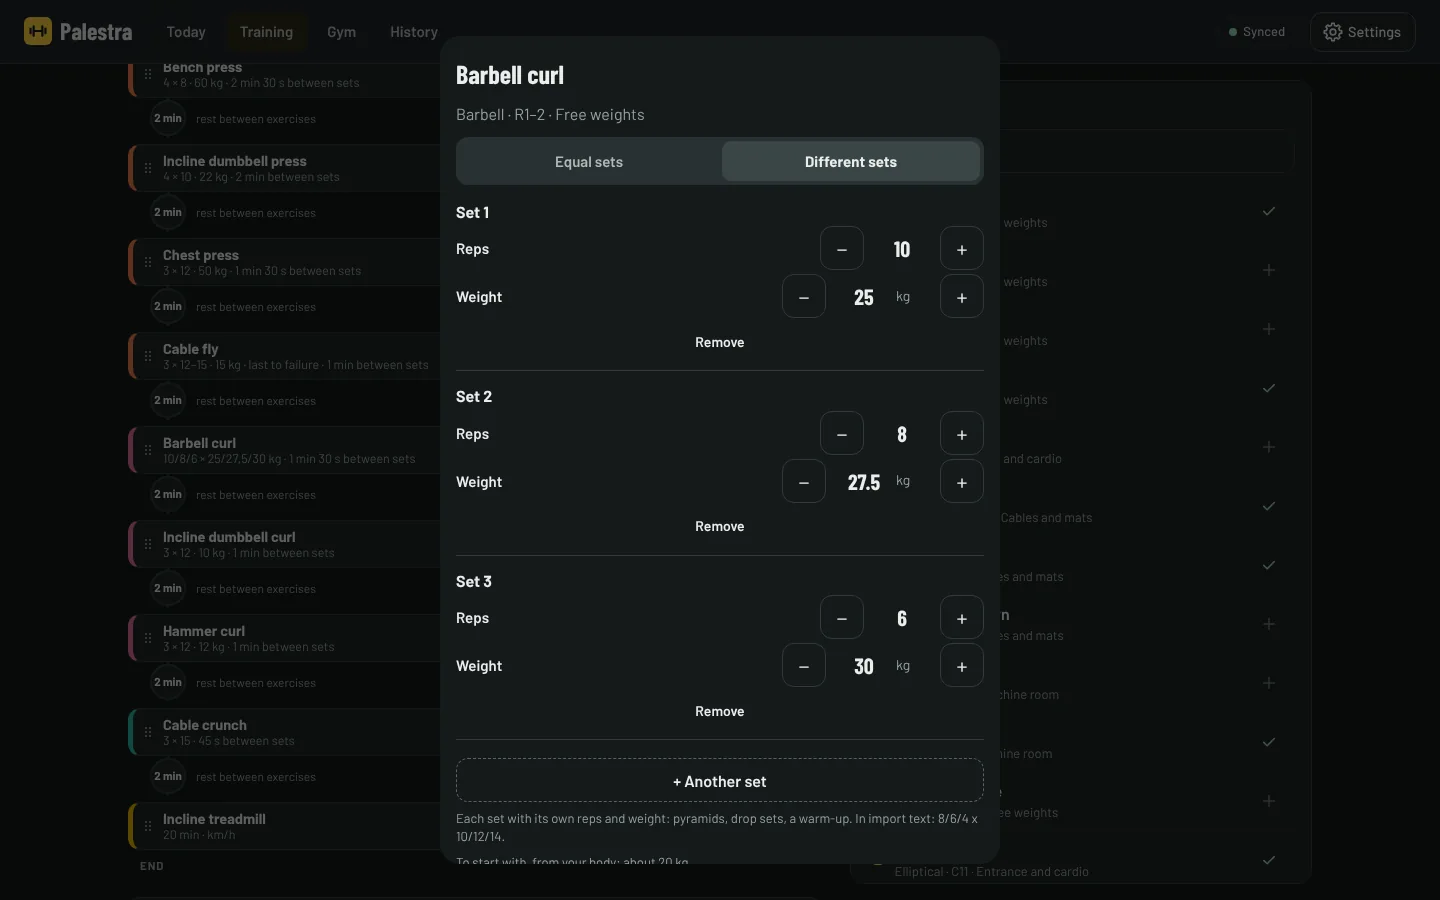 Palestra
Today
Training
Gym
History
Synced
Settings
Bench press
4 × 8 · 60 kg · 2 min 30 s between sets
2 min
rest between exercises
Incline dumbbell press
4 × 10 · 22 kg · 2 min between sets
2 min
rest between exercises
Chest press
3 × 12 · 50 kg · 1 min 30 s between sets
2 min
rest between exercises
Cable fly
3 × 12–15 · 15 kg · last to failure · 1 min between sets
2 min
rest between exercises
Barbell curl
10/8/6 × 25/27,5/30 kg · 1 min 30 s between sets
2 min
rest between exercises
Incline dumbbell curl
3 × 12 · 10 kg · 1 min between sets
2 min
rest between exercises
Hammer curl
3 × 12 · 12 kg · 1 min between sets
2 min
rest between exercises
Cable crunch
3 × 15 · 45 s between sets
2 min
rest between exercises
Incline treadmill
20 min · km/h
END
Barbell curl
Barbell · R1–2 · Free weights
Equal sets
Different sets
Set 1
Reps
− 10 +
Weight
− 25 kg +
Remove
Set 2
Reps
− 8 +
Weight
− 27.5 kg +
Remove
Set 3
Reps
− 6 +
Weight
− 30 kg +
Remove
+ Another set
Each set with its own reps and weight: pyramids, drop sets, a warm-up. In import text: 8/6/4 x
10/12/14.
To start with, from your body: about 20 kg
weights
weights
weights
weights
and cardio
Cables and mats
and mats
and mats
room
room
weights
Elliptical · C11 · Entrance and cardio